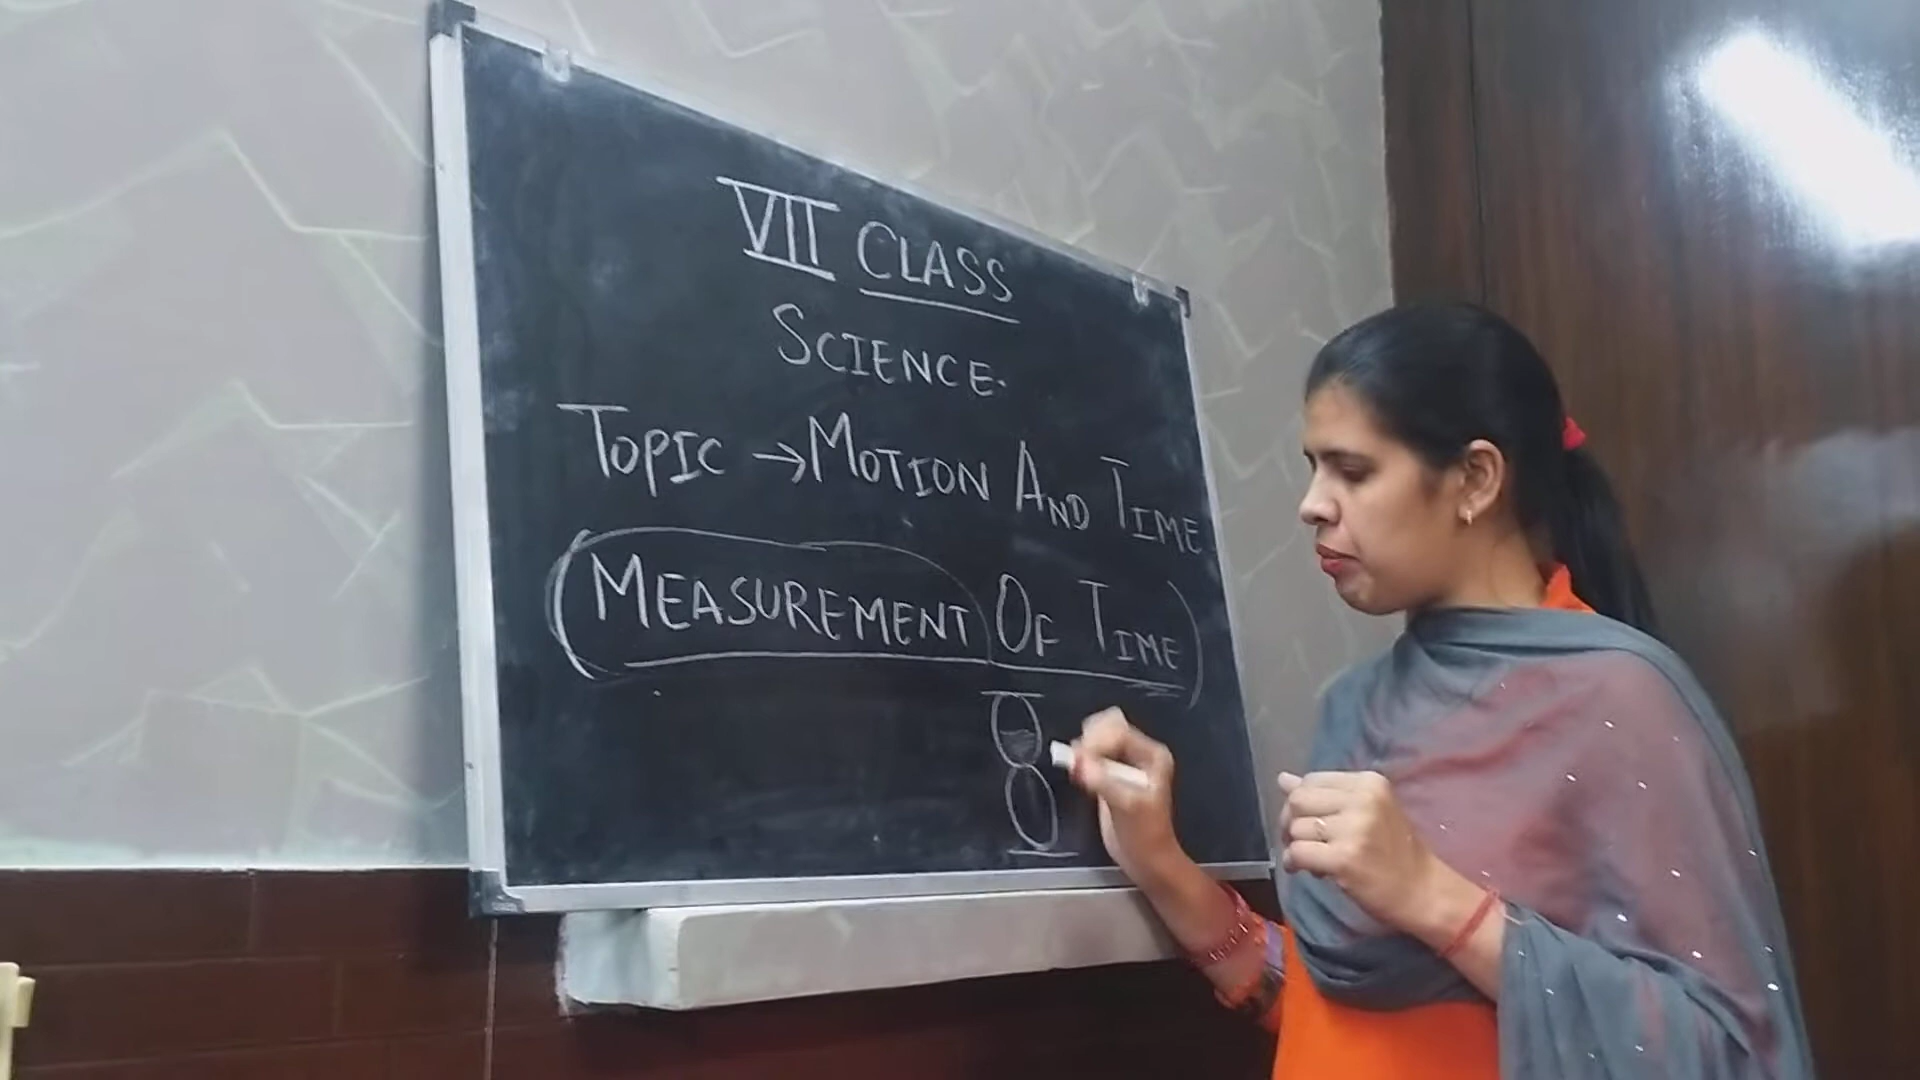 VII CLASS
SCIENCE.
TOPIC → MOTION AND TIME
(MEASUREMENT OF TIME)